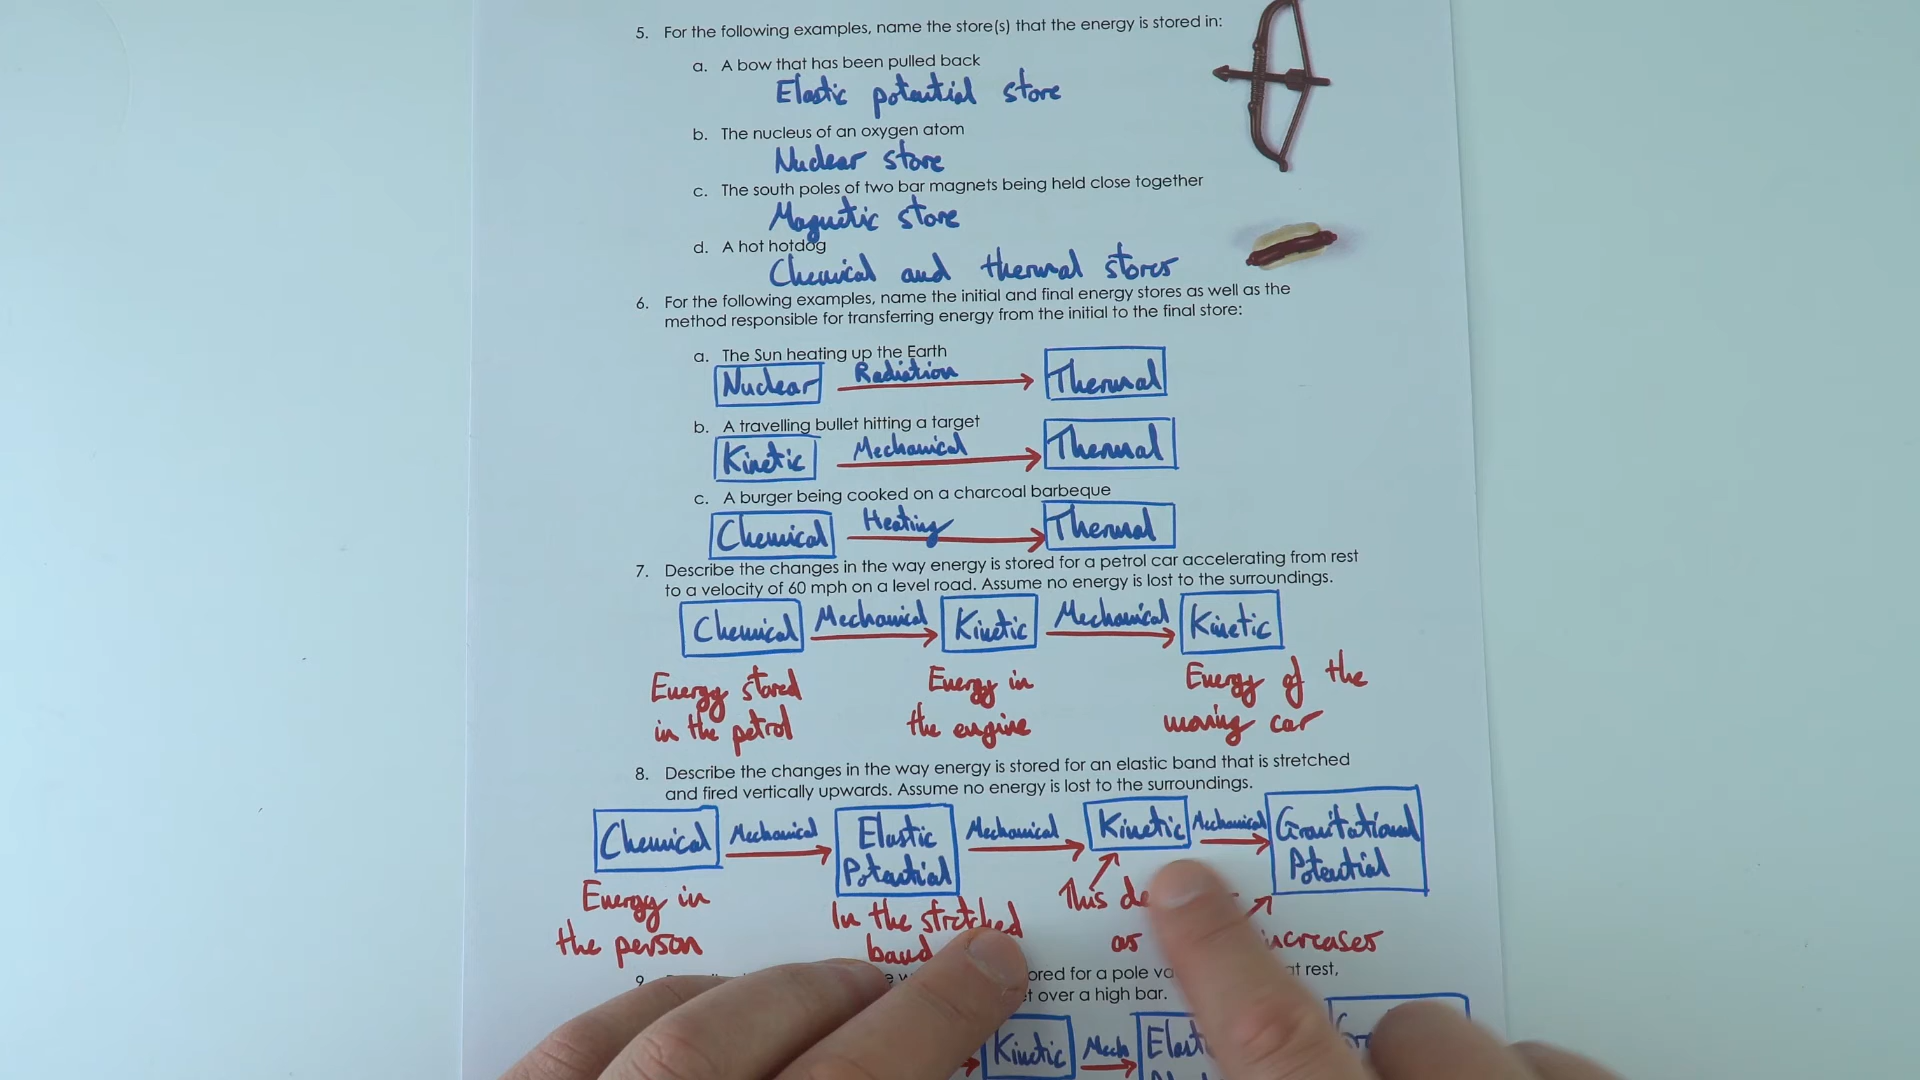 5. For the following examples, name the store(s) that the energy is stored in:
a. A bow that has been pulled back
Elastic potential store
b. The nucleus of an oxygen atom
Nuclear store
c. The south poles of two bar magnets being held close together
Magnetic store
d. A hot hotdog
Chemical and thermal stores
6. For the following examples, name the initial and final energy stores as well as the
method responsible for transferring energy from the initial to the final store:
a. The Sun heating up the Earth
Nuclear Radiation Thermal
b. A travelling bullet hitting a target
Kinetic Mechanical Thermal
c. A burger being cooked on a charcoal barbeque
Chemical Heating Thermal
7. Describe the changes in the way energy is stored for a petrol car accelerating from rest
to a velocity of 60 mph on a level road. Assume no energy is lost to the surroundings.
Chemical Mechanical Kinetic Mechanical Kinetic
Energy stored Energy in Energy of the
in the petrol the engine moving car
8. Describe the changes in the way energy is stored for an elastic band that is stretched
and fired vertically upwards. Assume no energy is lost to the surroundings.
Chemical Mechanical Elastic Mechanical Kinetic Mechanical Gravitational
Potential Potential
Energy in In the stretched This
the person band as increases
9. stored for a pole rest,
over a high bar.
Kinetic Mech